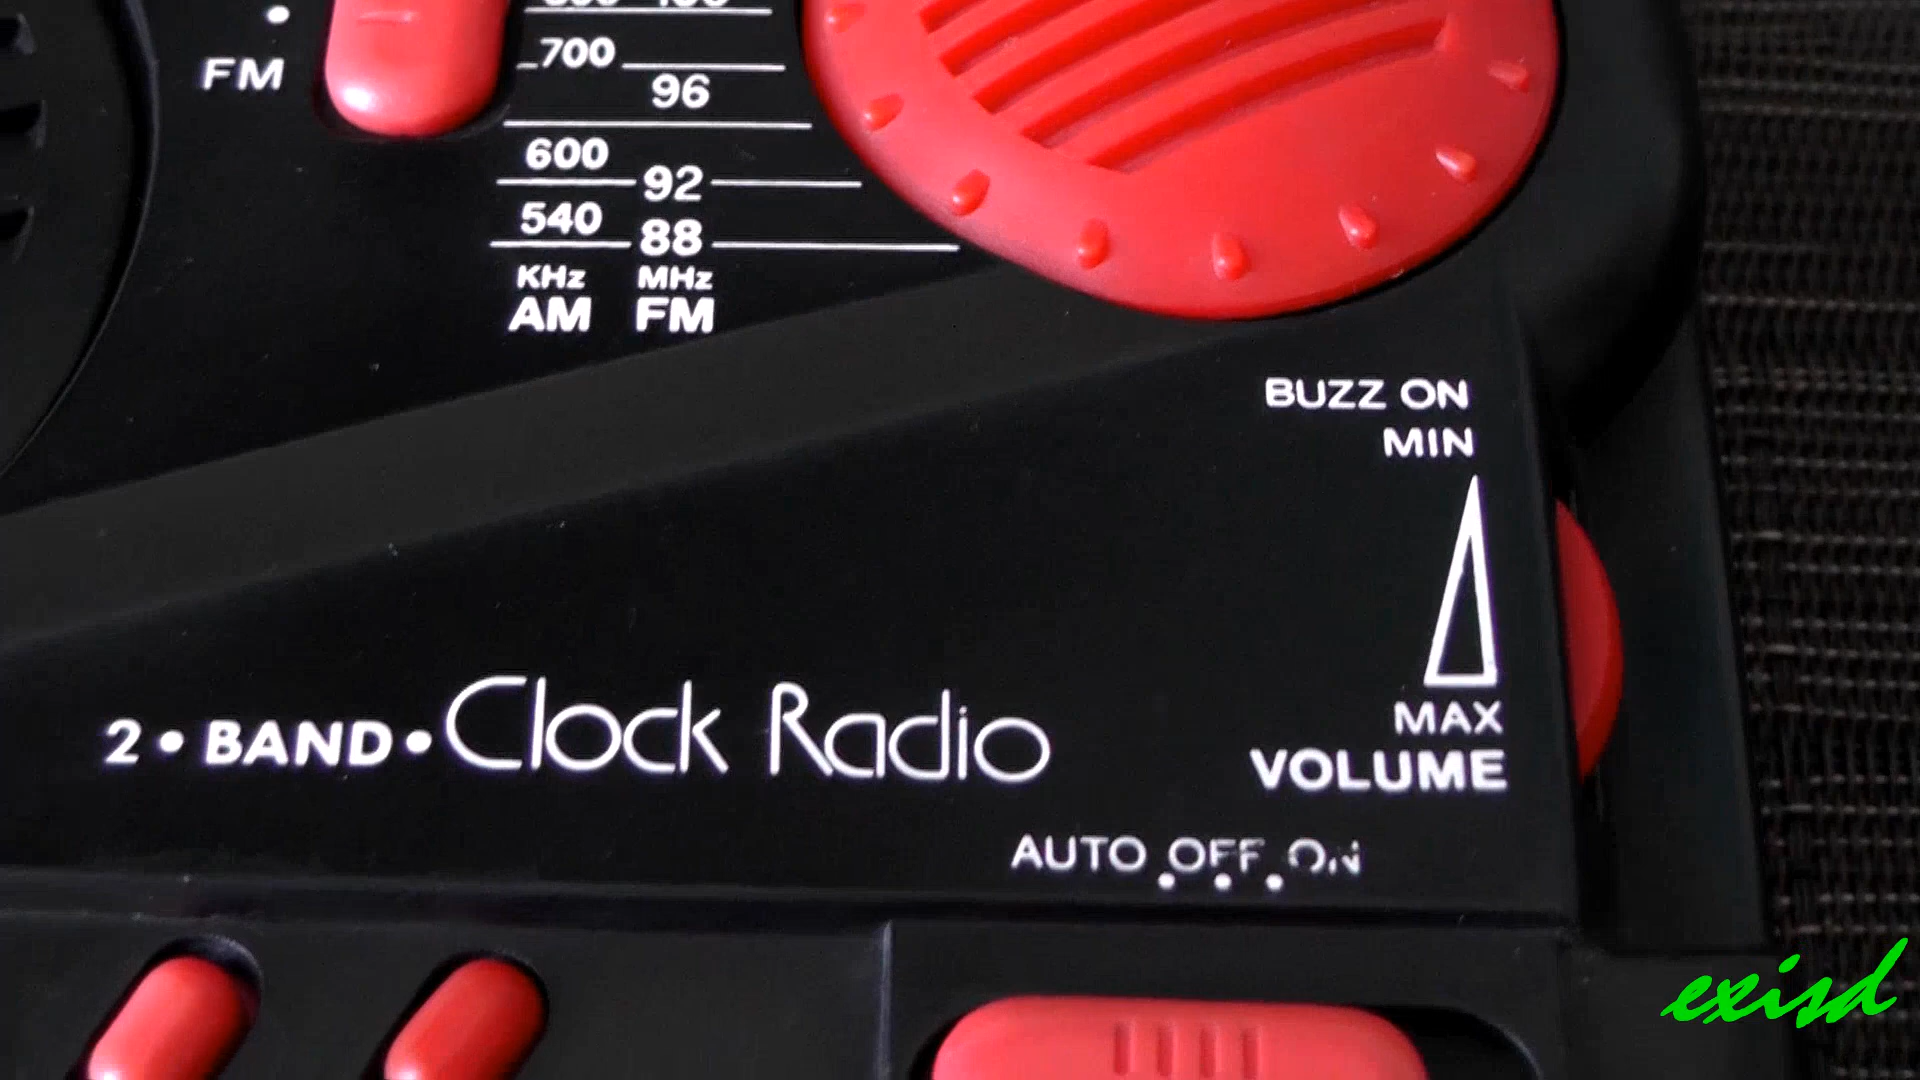 FM
700
96
600
92
540
88
KHz MHz
AM FM
BUZZ ON
MIN
MAX
VOLUME
2 • BAND • Clock Radio
AUTO OFF ON
exisd